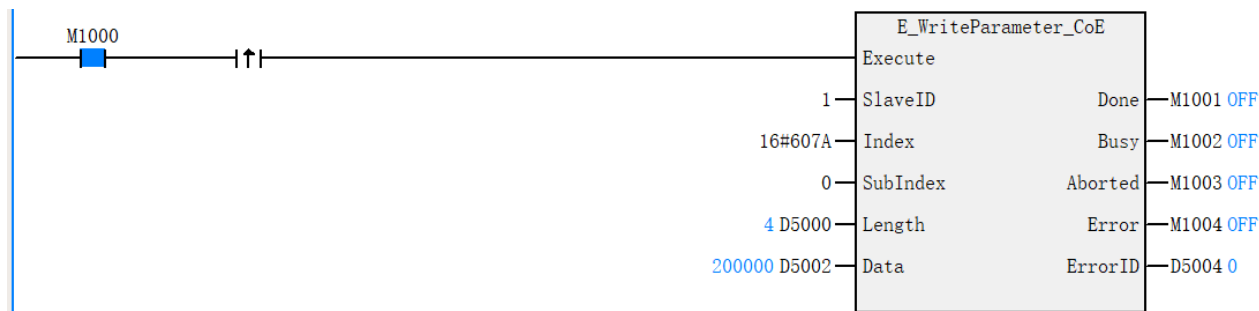 E_WriteParameter_CoE
M1000
Execute
1 SlaveID Done M1001 OFF
16#607A Index Busy M1002 OFF
0 SubIndex Aborted M1003 OFF
4 D5000 Length Error M1004 OFF
200000 D5002 Data ErrorID D5004 0